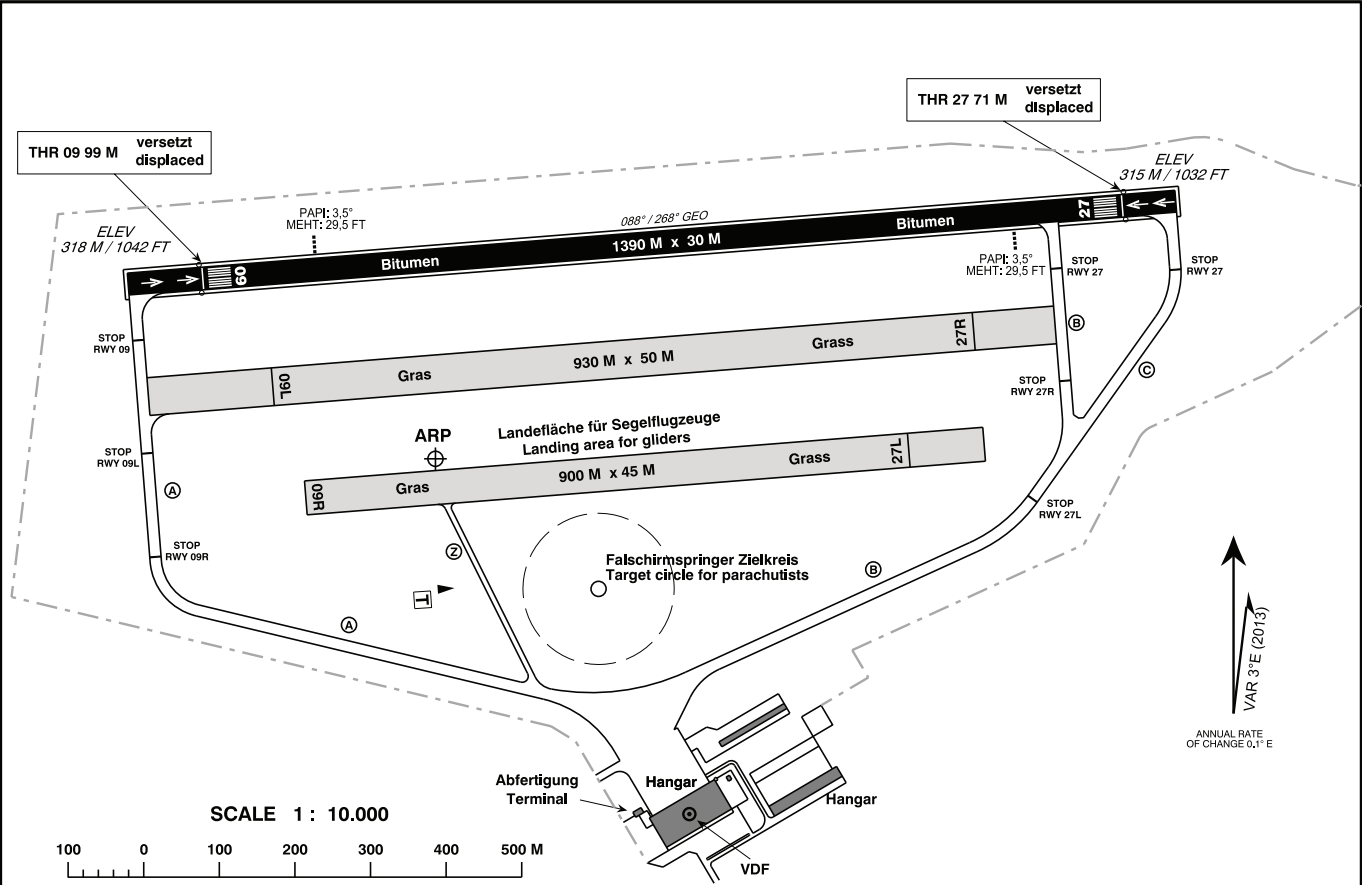 THR 27 71 M versetzt
displaced
THR 09 99 M versetzt
displaced
ELEV
315 M / 1032 FT
ELEV
318 M / 1042 FT
PAPI: 3,5°
MEHT: 29,5 FT
088° / 268° GEO
27
09
Bitumen
1390 M x 30 M
Bitumen
PAPI: 3,5°
MEHT: 29,5 FT
STOP
RWY 27
STOP
RWY 27
STOP
RWY 09
B
27R
Grass
930 M x 50 M
Gras
09L
C
STOP
RWY 27R
ARP
Landefläche für Segelflugzeuge
Landing area for gliders
STOP
RWY 09L
27L
Grass
900 M x 45 M
Gras
09R
A
STOP
RWY 27L
STOP
RWY 09R
Z
Falschirmspringer Zielkreis
Target circle for parachutists
B
T
A
VAR 3°E (2013)
ANNUAL RATE
OF CHANGE 0,1° E
Abfertigung
Terminal
Hangar
Hangar
VDF
SCALE 1 : 10.000
100 0 100 200 300 400 500 M